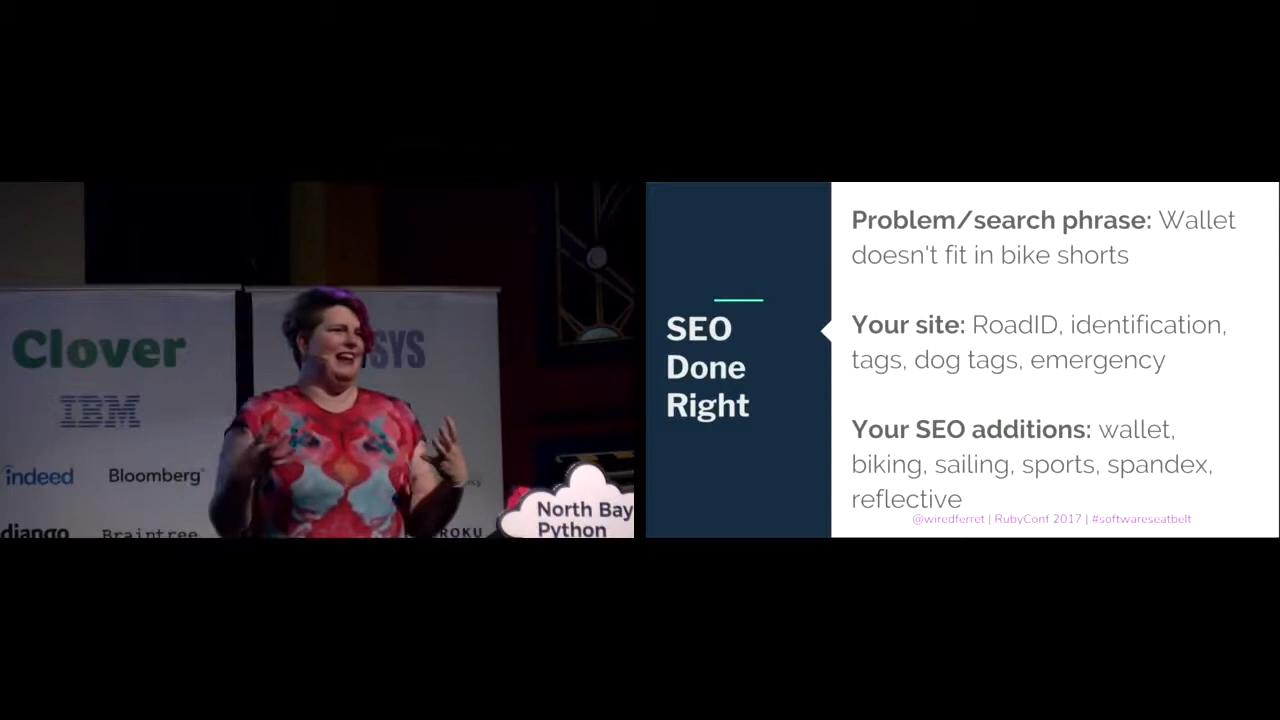 Clover
SYS
IBM
indeed
Bloomberg
django
Braintree
ROKU
North Bay
Python
SEO
Done
Right
Problem/search phrase: Wallet
doesn't fit in bike shorts
Your site: RoadID, identification,
tags, dog tags, emergency
Your SEO additions: wallet,
biking, sailing, sports, spandex,
reflective
@wiredferret | RubyConf 2017 | #softwareseatbelt